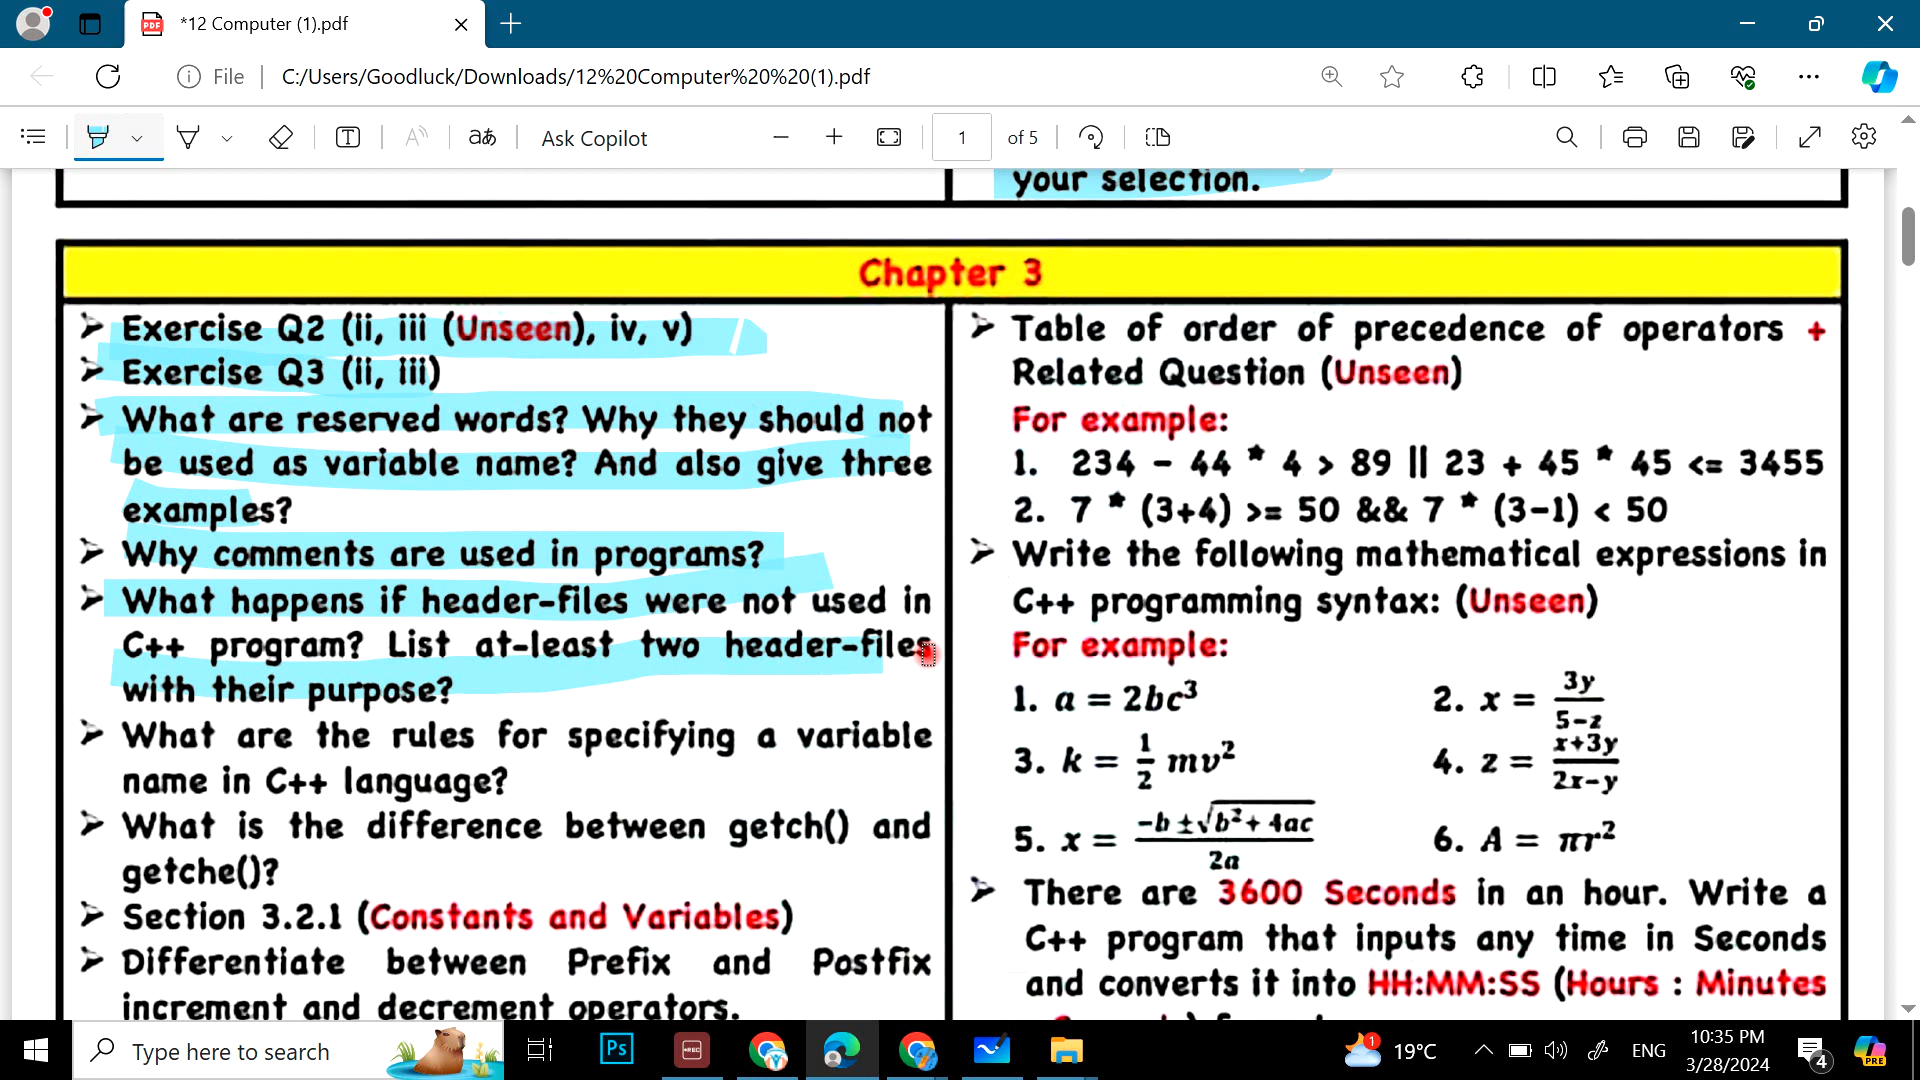 *12 Computer (1).pdf
File
C:/Users/Goodluck/Downloads/12%20Computer%20%20(1).pdf
Ask Copilot
1
of 5
your selection.
Chapter 3
Exercise Q2 (ii, iii (Unseen), iv, v)
Exercise Q3 (ii, iii)
What are reserved words? Why they should not
be used as variable name? And also give three
examples?
Why comments are used in programs?
What happens if header-files were not used in
C++ program? List at-least two header-files
with their purpose?
What are the rules for specifying a variable
name in C++ language?
What is the difference between getch() and
getche()?
Section 3.2.1 (Constants and Variables)
Differentiate between Prefix and Postfix
increment and decrement operators.
Table of order of precedence of operators +
Related Question (Unseen)
For example:
1. 234 - 44 * 4 > 89 || 23 + 45 * 45 <= 3455
2. 7 * (3+4) >= 50 && 7 * (3-1) < 50
Write the following mathematical expressions in
C++ programming syntax: (Unseen)
For example:
1. a = 2bc³ 2. x = 3y / 5-z
3. k = 1/2 mv² 4. z = x+3y / 2x-y
5. x = -b ±√b²+ 4ac / 2a 6. A = πr²
There are 3600 Seconds in an hour. Write a
C++ program that inputs any time in Seconds
and converts it into HH:MM:SS (Hours : Minutes
Type here to search
Ps
REC
1
19°C
ENG
10:35 PM
3/28/2024
4
PRE